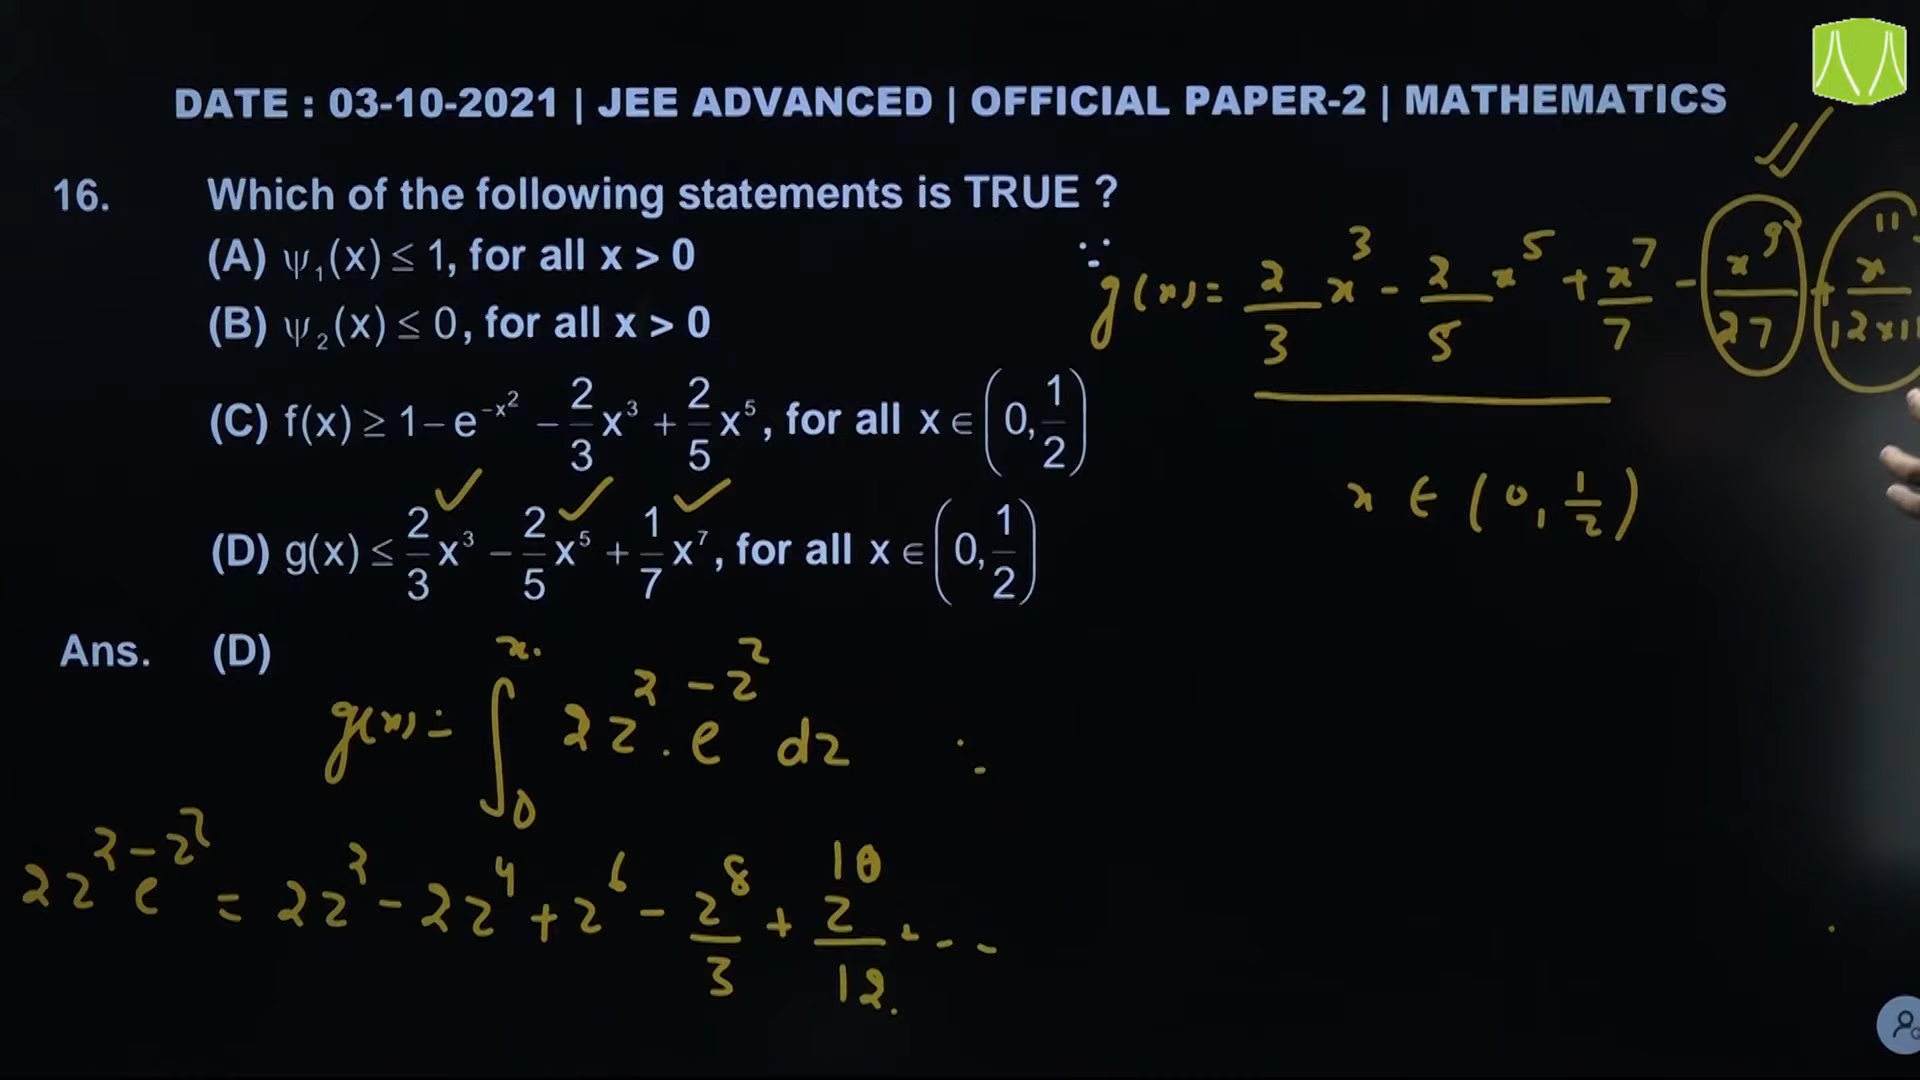 DATE : 03-10-2021 | JEE ADVANCED | OFFICIAL PAPER-2 | MATHEMATICS
16. Which of the following statements is TRUE ?
(A) ψ₁(x) ≤ 1, for all x > 0
(B) ψ₂(x) ≤ 0, for all x > 0
(C) f(x) ≥ 1 – e^(-x²) – 2/3 x³ + 2/5 x⁵, for all x ∈ (0, 1/2)
(D) g(x) ≤ 2/3 x³ – 2/5 x⁵ + 1/7 x⁷, for all x ∈ (0, 1/2)
Ans. (D)
g(x) = 2/3 x³ - 2/5 x⁵ + x⁷/7 - x⁹/27 + x¹¹/12×11
x ∈ (0, 1/2)
g(x) = ∫₀ˣ 2z² . e^(-z²) dz
2z² e^(-z²) = 2z² - 2z⁴ + z⁶ - z⁸/3 + z¹⁰/12 + - -